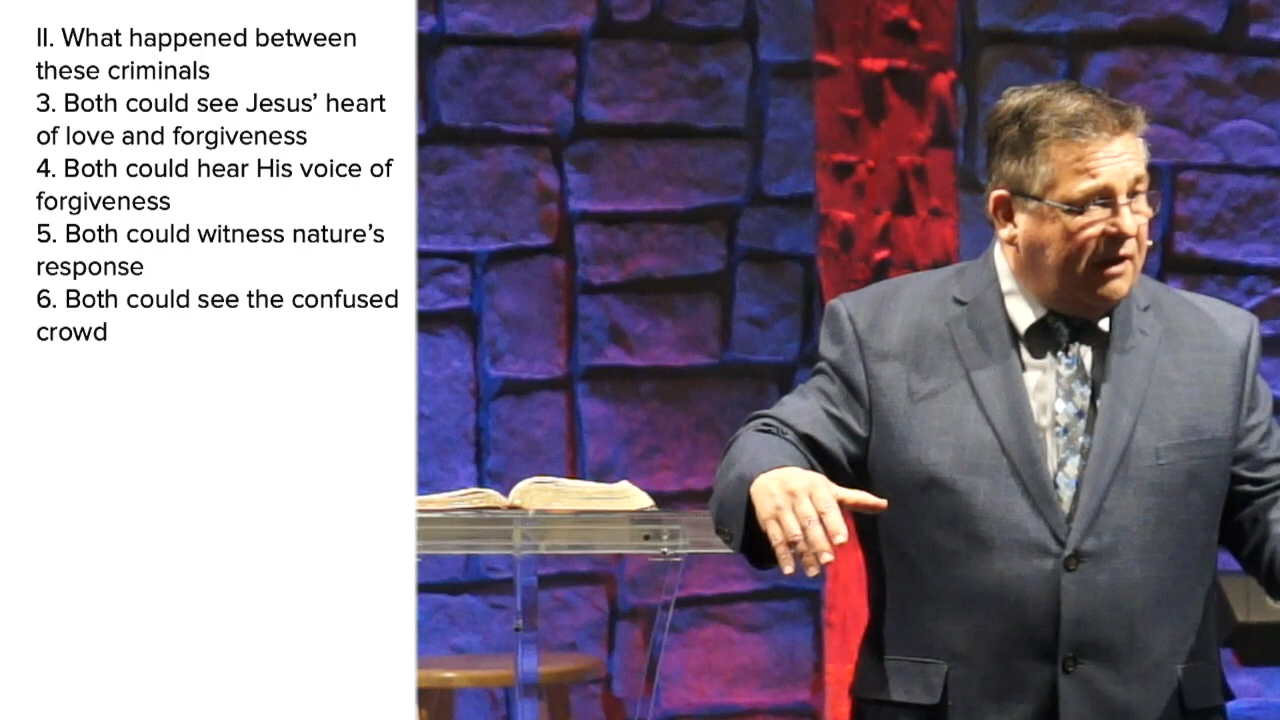 II. What happened between
these criminals
3. Both could see Jesus’ heart
of love and forgiveness
4. Both could hear His voice of
forgiveness
5. Both could witness nature’s
response
6. Both could see the confused
crowd